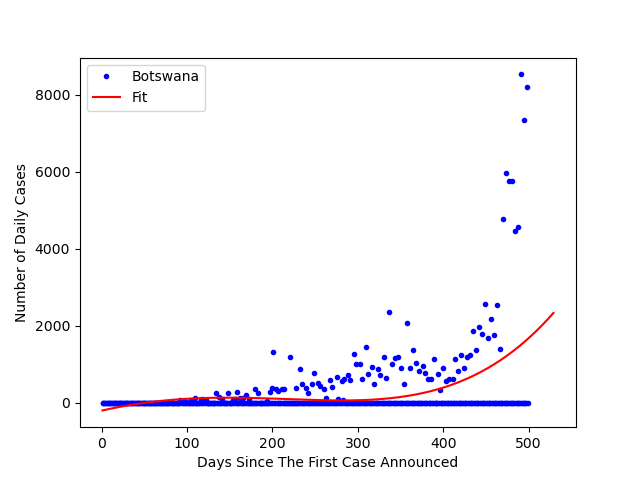 Botswana
Fit
8000
6000
4000
2000
0
Number of Daily Cases
0 100 200 300 400 500
Days Since The First Case Announced